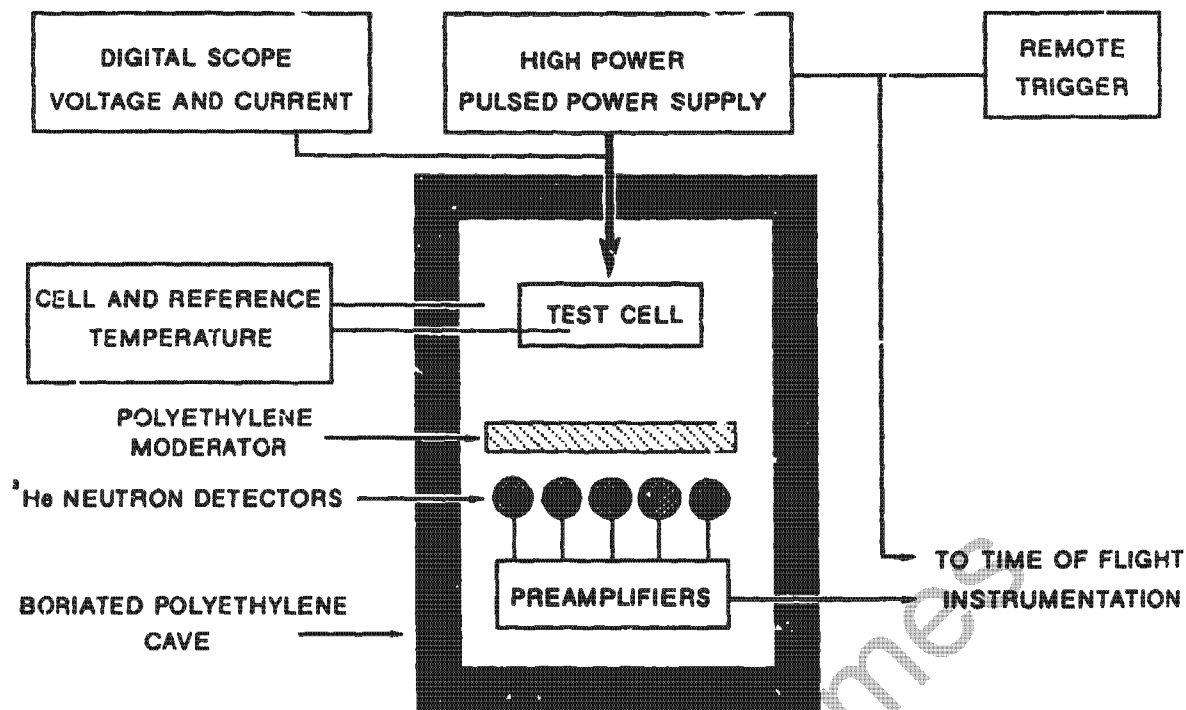 DIGITAL SCOPE
VOLTAGE AND CURRENT
HIGH POWER
PULSED POWER SUPPLY
REMOTE
TRIGGER
CELL AND REFERENCE
TEMPERATURE
TEST CELL
POLYETHYLENE
MODERATOR
³He NEUTRON DETECTORS
PREAMPLIFIERS
BORIATED POLYETHYLENE
CAVE
TO TIME OF FLIGHT
INSTRUMENTATION
mes